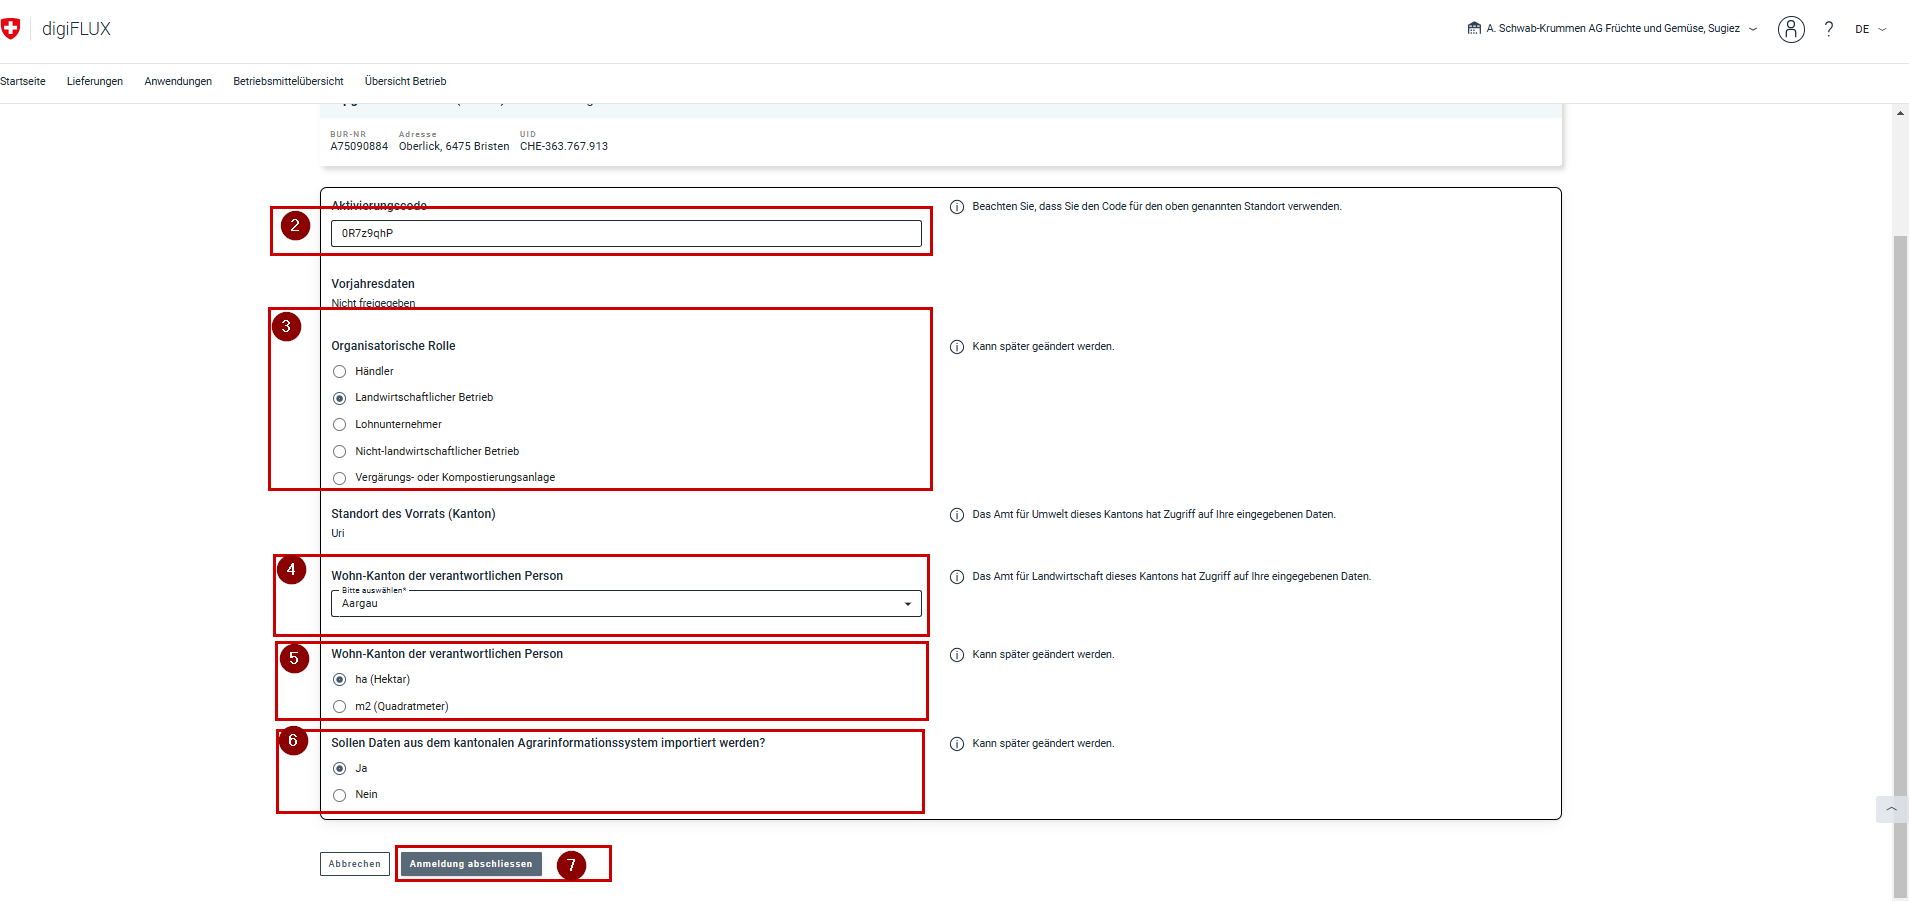 digiFLUX
A. Schwab-Krummen AG Früchte und Gemüse, Sugiez
?
DE
Startseite Lieferungen Anwendungen Betriebsmittelübersicht Übersicht Betrieb
BUR-NR Adresse UID
A75090884 Oberlick, 6475 Bristen CHE-363.767.913
Aktivierungscode
Beachten Sie, dass Sie den Code für den oben genannten Standort verwenden.
2
0R7z9qhP
Vorjahresdaten
Nicht freigegeben
3
Organisatorische Rolle
Kann später geändert werden.
Händler
Landwirtschaftlicher Betrieb
Lohnunternehmer
Nicht-landwirtschaftlicher Betrieb
Vergärungs- oder Kompostierungsanlage
Standort des Vorrats (Kanton)
Das Amt für Umwelt dieses Kantons hat Zugriff auf Ihre eingegebenen Daten.
Uri
4
Wohn-Kanton der verantwortlichen Person
Das Amt für Landwirtschaft dieses Kantons hat Zugriff auf Ihre eingegebenen Daten.
Bitte auswählen*
Aargau
5
Wohn-Kanton der verantwortlichen Person
Kann später geändert werden.
ha (Hektar)
m2 (Quadratmeter)
6
Sollen Daten aus dem kantonalen Agrarinformationssystem importiert werden?
Kann später geändert werden.
Ja
Nein
Abbrechen
Anmeldung abschliessen
7